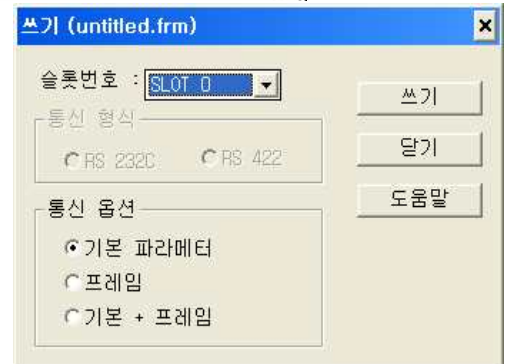 쓰기 (untitled.frm)
슬롯번호 : SLOT 0
쓰기
통신 형식
RS 232C RS 422
닫기
통신 옵션
도움말
기본 파라메터
프레임
기본 + 프레임